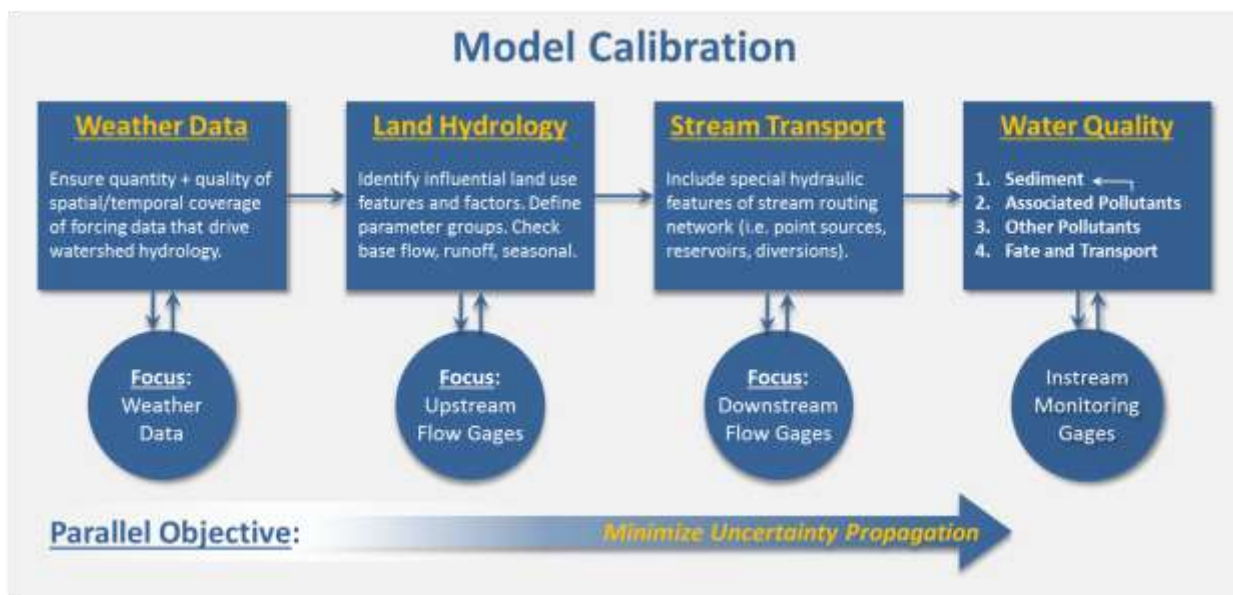 Model Calibration
Weather Data
Ensure quantity + quality of
spatial/temporal coverage
of forcing data that drive
watershed hydrology.
Land Hydrology
Identify influential land use
features and factors. Define
parameter groups. Check
base flow, runoff, seasonal.
Stream Transport
Include special hydraulic
features of stream routing
network (i.e. point sources,
reservoirs, diversions).
Water Quality
1. Sediment
2. Associated Pollutants
3. Other Pollutants
4. Fate and Transport
Focus:
Weather
Data
Focus:
Upstream
Flow Gages
Focus:
Downstream
Flow Gages
Instream
Monitoring
Gages
Parallel Objective:
Minimize Uncertainty Propagation